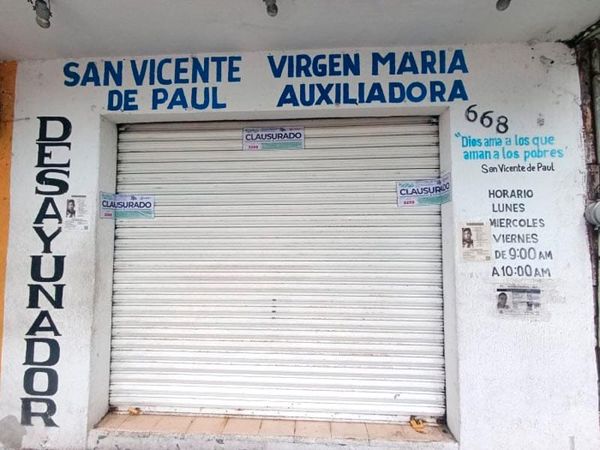 SAN VICENTE
DE PAUL
VIRGEN MARIA
AUXILIADORA
DESAYUNADOR
CLAUSURADO
CLAUSURADO
CLAUSURADO
668
"Dios ama a los que
aman a los pobres"
San Vicente de Paul
HORARIO
LUNES
MIERCOLES
VIERNES
DE 9:00 AM
A 10:00 AM